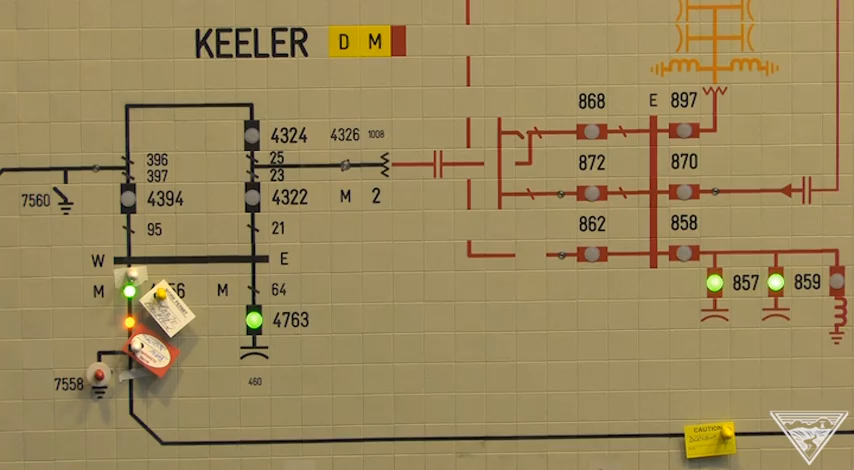 KEELER D M
868 E 897
4324 4326 1008
396 25
872 870
397 23
7560 4394 4322 M 2
862 858
95 21
W E
M M 64
857 859
4763
7558
460
CAUTION